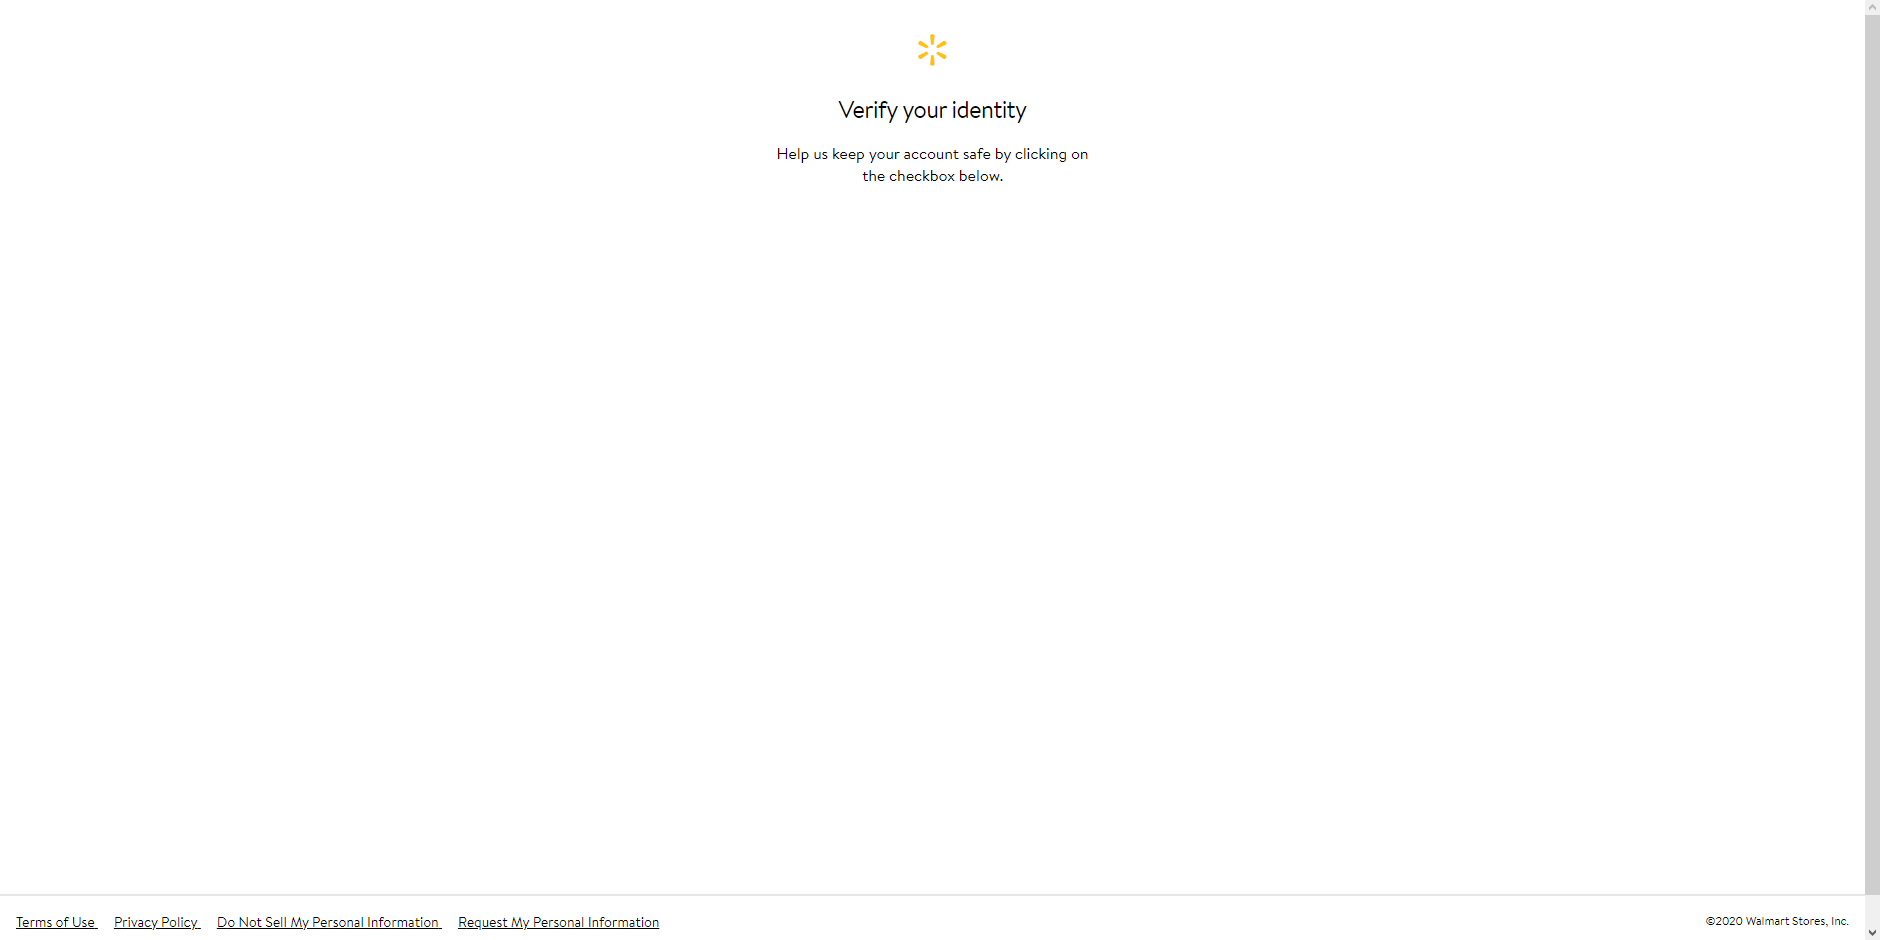 Verify your identity
Help us keep your account safe by clicking on
the checkbox below.
Terms of Use Privacy Policy Do Not Sell My Personal Information Request My Personal Information ©2020 Walmart Stores, Inc.